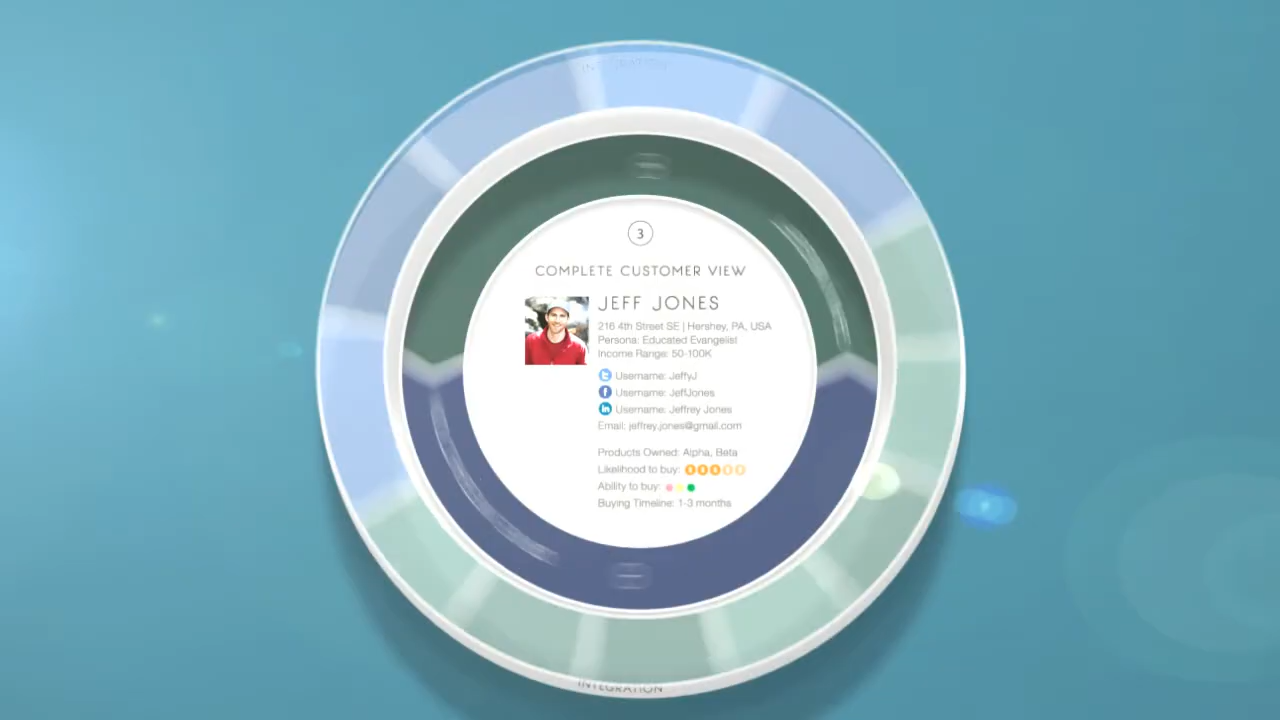 INTEGRATION
3
COMPLETE CUSTOMER VIEW
JEFF JONES
216 4th Street SE | Hershey, PA, USA
Persona: Educated Evangelist
Income Range: 50-100K
Username: JeffyJ
Username: JeffJones
Username: Jeffrey Jones
Email: jeffrey.jones@gmail.com
Products Owned: Alpha, Beta
Likelihood to buy:
Ability to buy:
Buying Timeline: 1-3 months
INTEGRATION